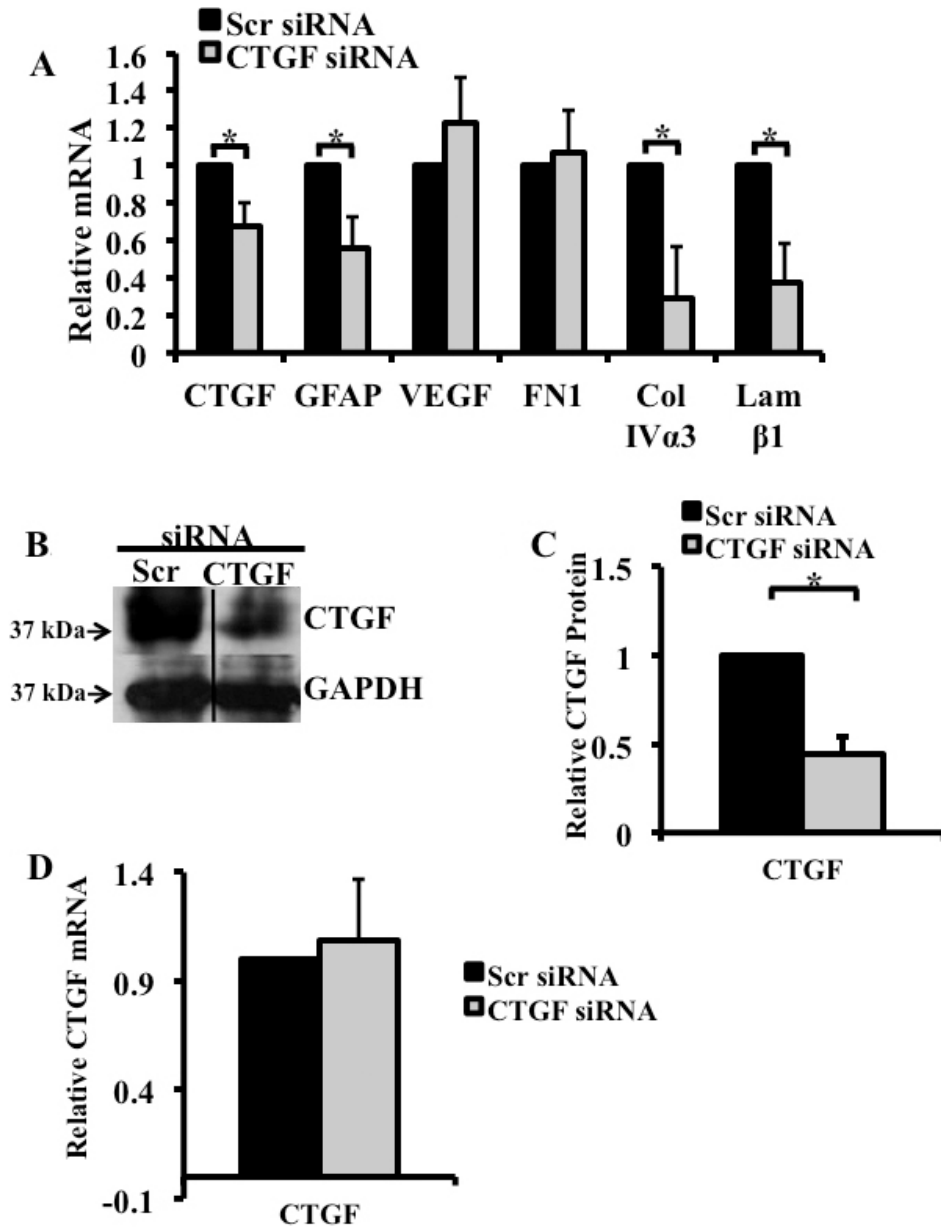 Scr siRNA
CTGF siRNA
A
Relative mRNA
1.6
1.4
1.2
1
0.8
0.6
0.4
0.2
0
* * * *
CTGF GFAP VEGF FN1 Col IVα3 Lam β1
B
siRNA
Scr CTGF
37 kDa→ CTGF
37 kDa→ GAPDH
C
Scr siRNA
CTGF siRNA
Relative CTGF Protein
1.5
1
0.5
0
*
CTGF
D
Relative CTGF mRNA
1.4
0.9
0.4
-0.1
CTGF
Scr siRNA
CTGF siRNA